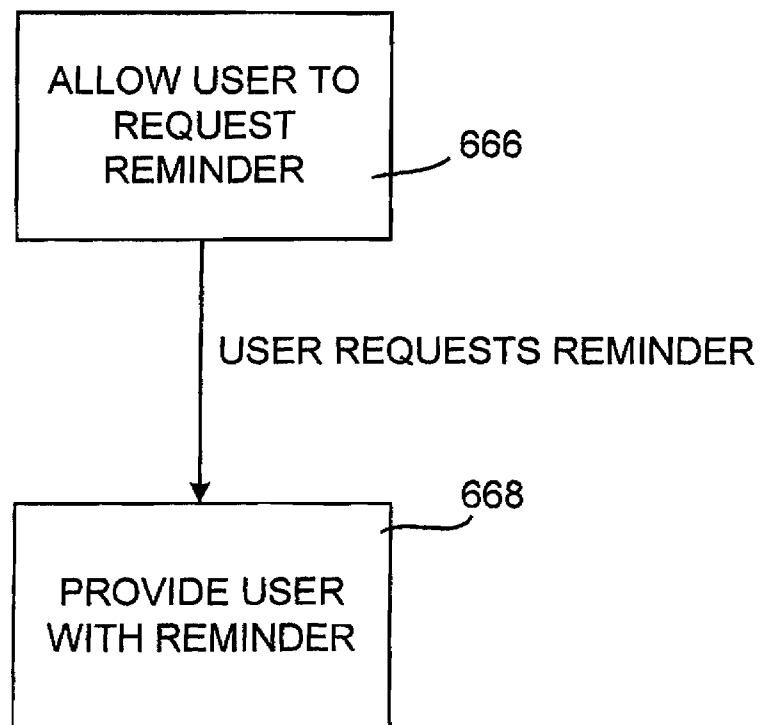 ALLOW USER TO
REQUEST
REMINDER
666
USER REQUESTS REMINDER
668
PROVIDE USER
WITH REMINDER